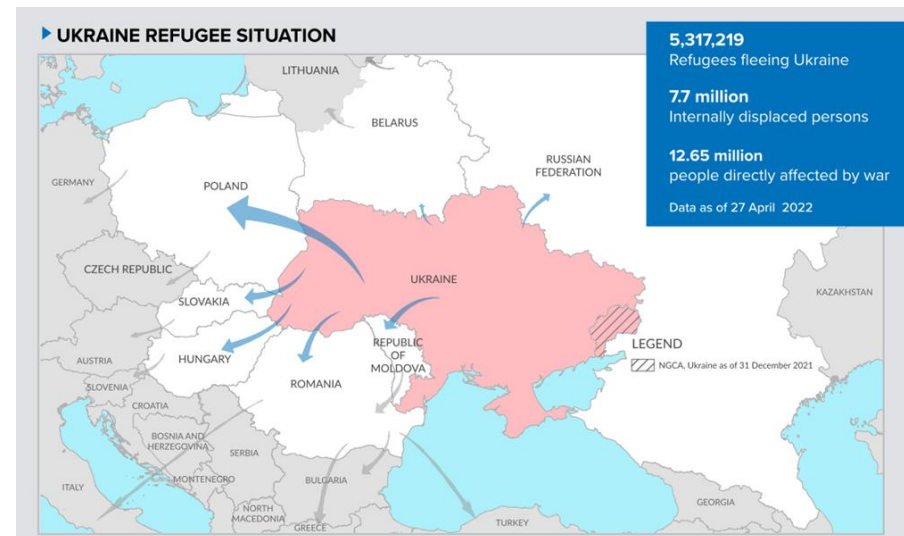 UKRAINE REFUGEE SITUATION
5,317,219
Refugees fleeing Ukraine
7.7 million
Internally displaced persons
12.65 million
people directly affected by war
Data as of 27 April 2022
LITHUANIA
BELARUS
RUSSIAN
FEDERATION
GERMANY
POLAND
CZECH REPUBLIC
UKRAINE
KAZAKHSTAN
SLOVAKIA
AUSTRIA
HUNGARY
REPUBLIC
OF
MOLDOVA
LEGEND
NGCA, Ukraine as of 31 December 2021
SLOVENIA
ROMANIA
CROATIA
BOSNIA AND
HERZEGOVINA
SERBIA
ITALY
MONTENEGRO
BULGARIA
NORTH
MACEDONIA
GREECE
TURKEY
GEORGIA